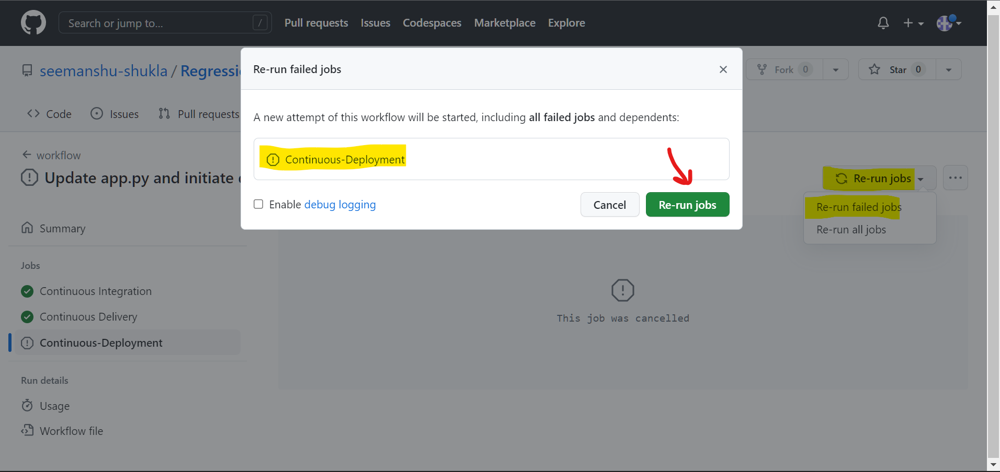 Search or jump to... / Pull requests Issues Codespaces Marketplace Explore
seemanshu-shukla / Regressi
Fork 0 Star 0
Code Issues Pull requests
Re-run failed jobs
A new attempt of this workflow will be started, including all failed jobs and dependents:
Continuous-Deployment
Enable debug logging
Cancel Re-run jobs
workflow
Update app.py and initiate
Re-run jobs
Re-run failed jobs
Re-run all jobs
Summary
Jobs
Continuous Integration
Continuous Delivery
Continuous-Deployment
Run details
Usage
Workflow file
This job was cancelled